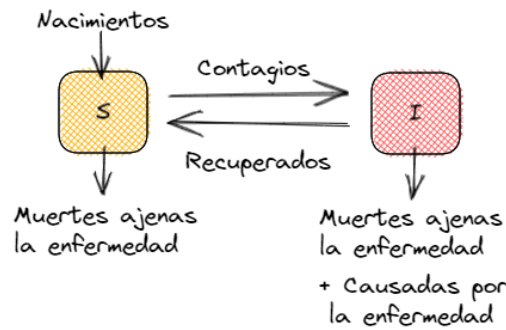 Nacimientos
Contagios
S
I
Recuperados
Muertes ajenas
la enfermedad
Muertes ajenas
la enfermedad
+ Causadas por
la enfermedad